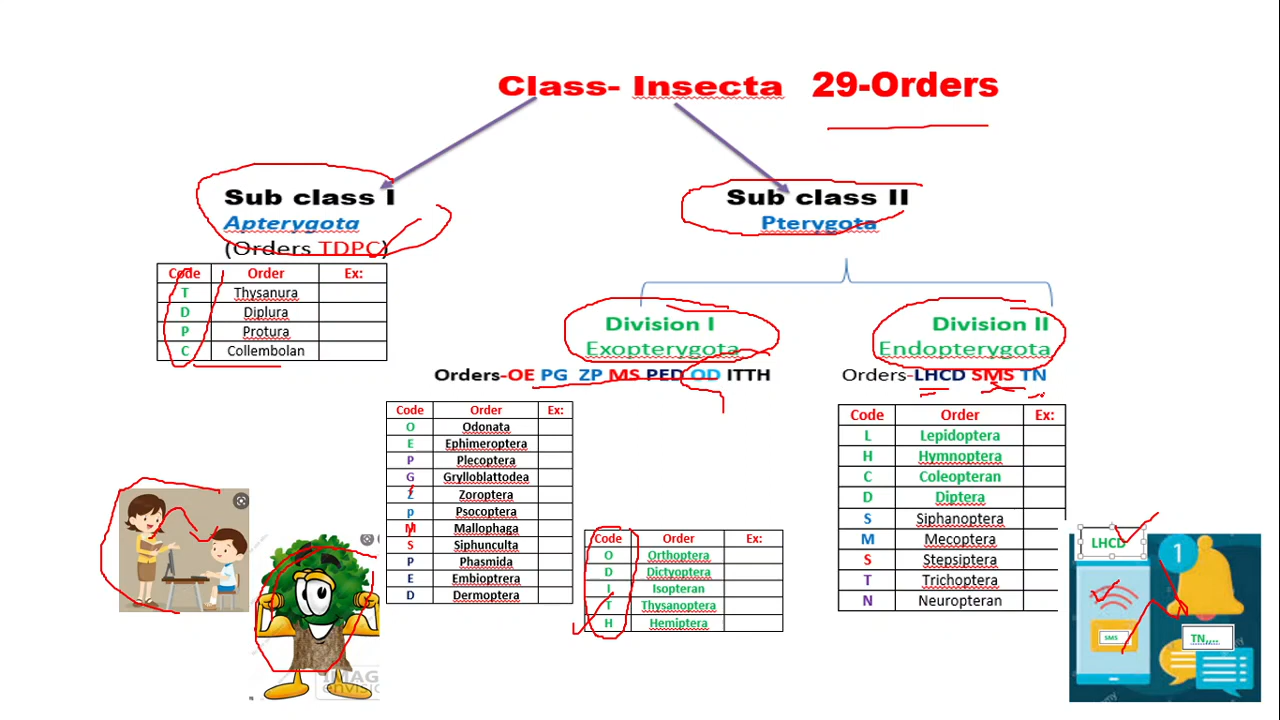 Class- Insecta 29-Orders
Sub class I
Apterygota
(Orders TDPC)
Code Order Ex:
T Thysanura
D Diplura
P Protura
C Collembolan
Sub class II
Pterygota
Division I
Exopterygota
Orders-OE PG ZP MS PED OD ITTH
Code Order Ex:
O Odonata
E Ephimeroptera
P Plecoptera
G Grylloblattodea
Z Zoroptera
p Psocoptera
M Mallophaga
S Siphunculta
P Phasmida
E Embioptrera
D Dermoptera
Code Order Ex:
O Orthoptera
D Dictyoptera
I Isopteran
T Thysanoptera
H Hemiptera
Division II
Endopterygota
Orders-LHCD SMS TN
Code Order Ex:
L Lepidoptera
H Hymnoptera
C Coleopteran
D Diptera
S Siphanoptera
M Mecoptera
S Stepsiptera
T Trichoptera
N Neuropteran
LHCD
1
SMS
TN,,..